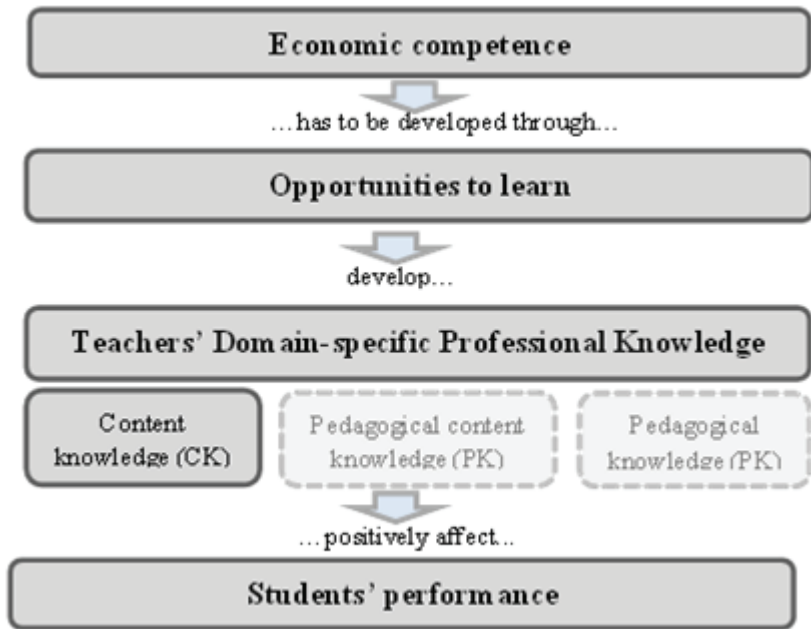 Economic competence
…has to be developed through…
Opportunities to learn
develop…
Teachers’ Domain-specific Professional Knowledge
Content
knowledge (CK)
Pedagogical content
knowledge (PK)
Pedagogical
knowledge (PK)
…positively affect...
Students’ performance